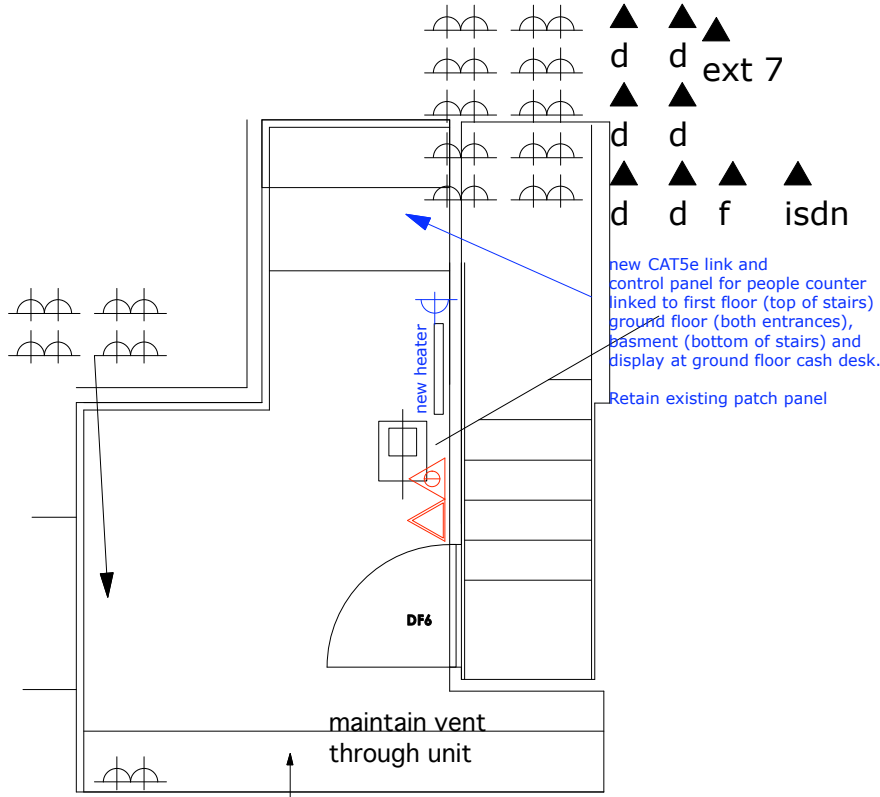 d d ext 7
d d
d d f isdn
new CAT5e link and
control panel for people counter
linked to first floor (top of stairs)
ground floor (both entrances),
basment (bottom of stairs) and
display at ground floor cash desk.
Retain existing patch panel
new heater
DF6
maintain vent
through unit